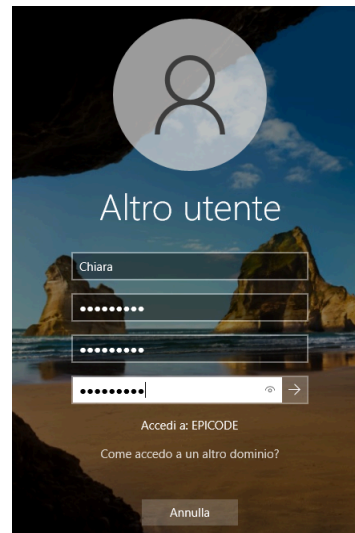 Altro utente
Chiara
●●●●●●●●●
●●●●●●●●●
●●●●●●●●●
Accedi a: EPICODE
Come accedo a un altro dominio?
Annulla